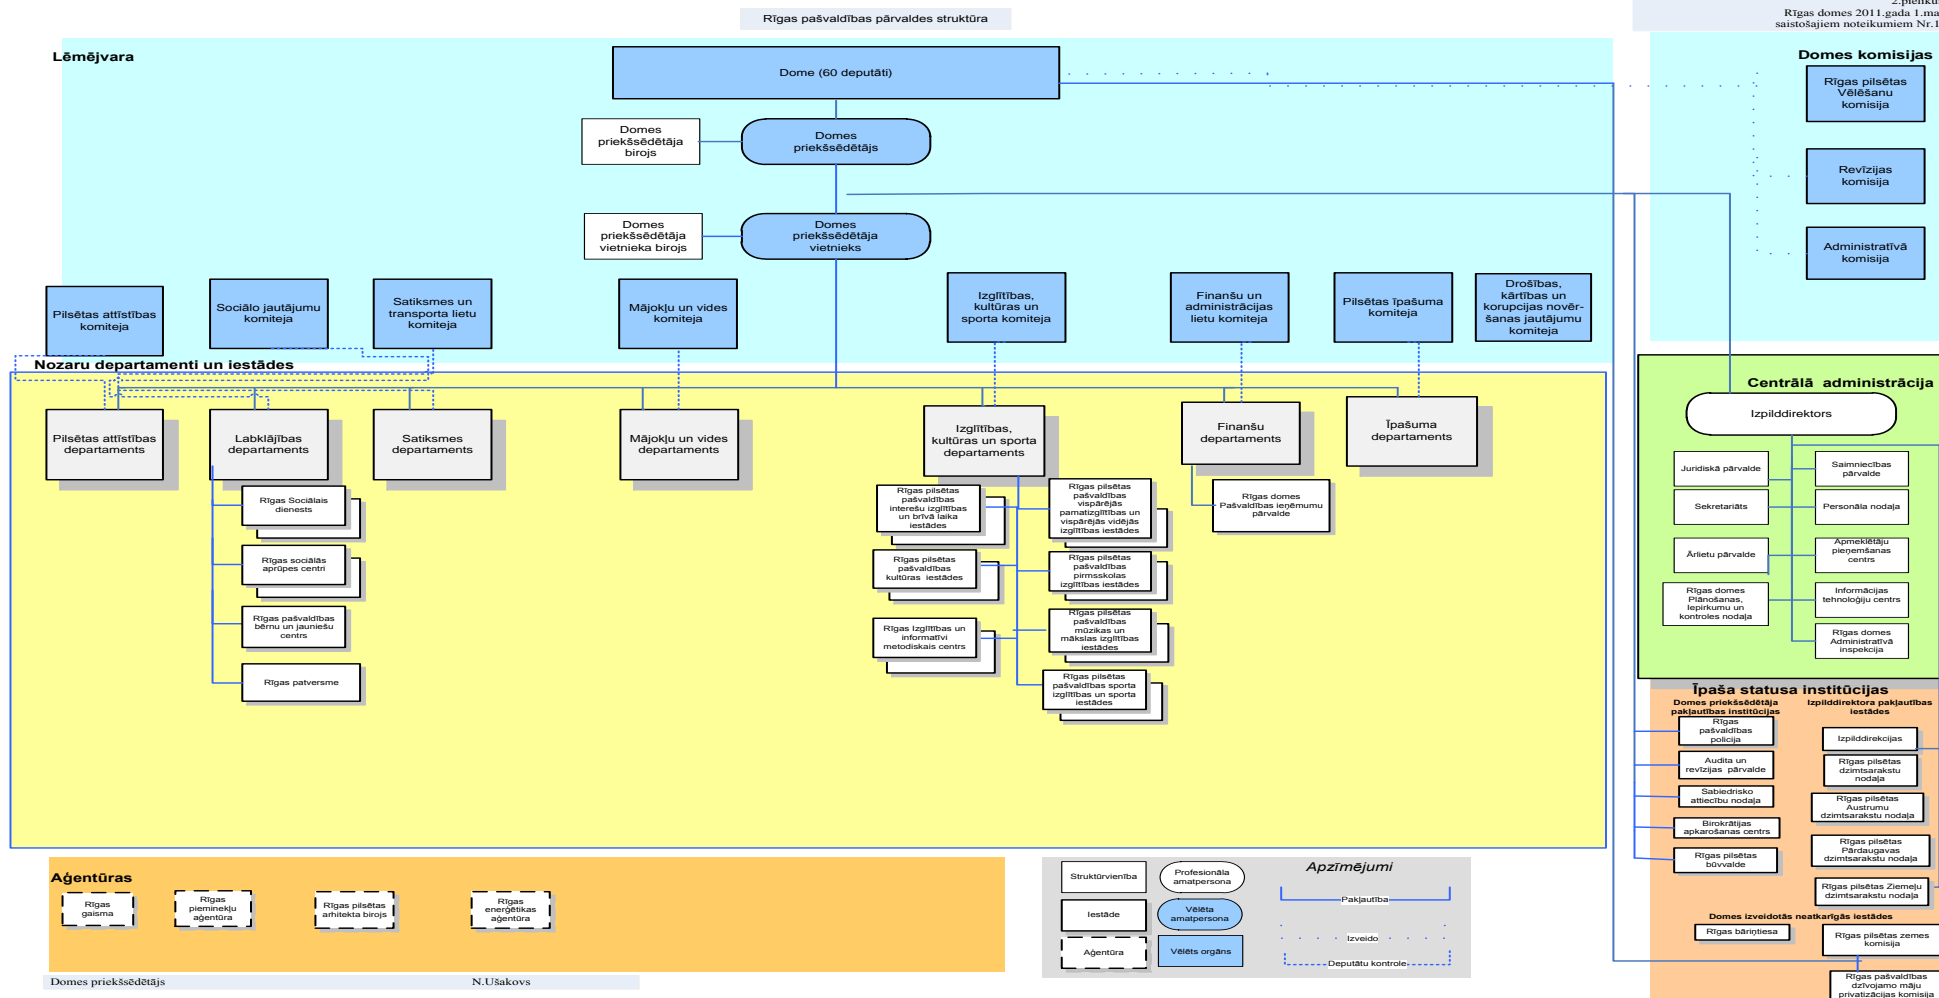 Rīgas pašvaldības pārvaldes struktūra
Rīgas domes 2011.gada 1.ma
saistošajiem noteikumiem Nr.1
Lēmējvara
Dome (60 deputāti)
Domes
priekšsēdētāja
birojs
Domes
priekšsēdētājs
Domes
priekšsēdētāja
vietnieka birojs
Domes
priekšsēdētāja
vietnieks
Domes komisijas
Rīgas pilsētas
Vēlēšanu
komisija
Revīzijas
komisija
Administratīvā
komisija
Pilsētas attīstības
komiteja
Sociālo jautājumu
komiteja
Satiksmes un
transporta lietu
komiteja
Mājokļu un vides
komiteja
Izglītības,
kultūras un
sporta komiteja
Finanšu un
administrācijas
lietu komiteja
Pilsētas īpašuma
komiteja
Drošības,
kārtības un
korupcijas novēr-
šanas jautājumu
komiteja
Nozaru departamenti un iestādes
Pilsētas attīstības
departaments
Labklājības
departaments
Satiksmes
departaments
Mājokļu un vides
departaments
Izglītības,
kultūras un sporta
departaments
Finanšu
departaments
Īpašuma
departaments
Rīgas Sociālais
dienests
Rīgas sociālās
aprūpes centri
Rīgas pašvaldības
bērnu un jauniešu
centrs
Rīgas patversme
Rīgas pilsētas
pašvaldības
interešu izglītības
un brīvā laika
iestādes
Rīgas pilsētas
pašvaldības
kultūras iestādes
Rīgas Izglītības un
informatīvi
metodiskais centrs
Rīgas pilsētas
pašvaldības
vispārējās
pamatizglītības un
vispārējās vidējās
izglītības iestādes
Rīgas pilsētas
pašvaldības
pirmsskolas
izglītības iestādes
Rīgas pilsētas
pašvaldības
mūzikas un
mākslas izglītības
iestādes
Rīgas pilsētas
pašvaldības sporta
izglītības un sporta
iestādes
Rīgas domes
Pašvaldības ieņēmumu
pārvalde
Centrālā administrācija
Izpilddirektors
Juridiskā pārvalde
Saimniecības
pārvalde
Sekretariāts
Personāla nodaļa
Ārlietu pārvalde
Apmeklētāju
pieņemšanas
centrs
Rīgas domes
Plānošanas,
Iepirkumu un
kontroles nodaļa
Informācijas
tehnoloģiju centrs
Rīgas domes
Administratīvā
inspekcija
Īpaša statusa institūcijas
Domes priekšsēdētāja
pakļautības institūcijas
Izpilddirektora pakļautības
iestādes
Rīgas
pašvaldības
policija
Audita un
revīzijas pārvalde
Sabiedrisko
attiecību nodaļa
Birokrātijas
apkarošanas centrs
Rīgas pilsētas
būvvalde
Izpilddirekcijas
Rīgas pilsētas
dzimtsarakstu
nodaļa
Rīgas pilsētas
Austrumu
dzimtsarakstu nodaļa
Rīgas pilsētas
Pārdaugavas
dzimtsarakstu nodaļa
Rīgas pilsētas Ziemeļu
dzimtsarakstu nodaļa
Domes izveidotās neatkarīgās iestādes
Rīgas bāriņtiesa
Rīgas pilsētas zemes
komisija
Rīgas pašvaldības
dzīvojamo māju
privatizācijas komisija
Aģentūras
Rīgas
gaisma
Rīgas
pieminekļu
aģentūra
Rīgas pilsētas
arhitekta birojs
Rīgas
enerģētikas
aģentūra
Apzīmējumi
Struktūrvienība
Profesionāla
amatpersona
Iestāde
Vēlēta
amatpersona
Aģentūra
Vēlēts orgāns
Pakļautība
Izveido
Deputātu kontrole
Domes priekšsēdētājs N.Ušakovs